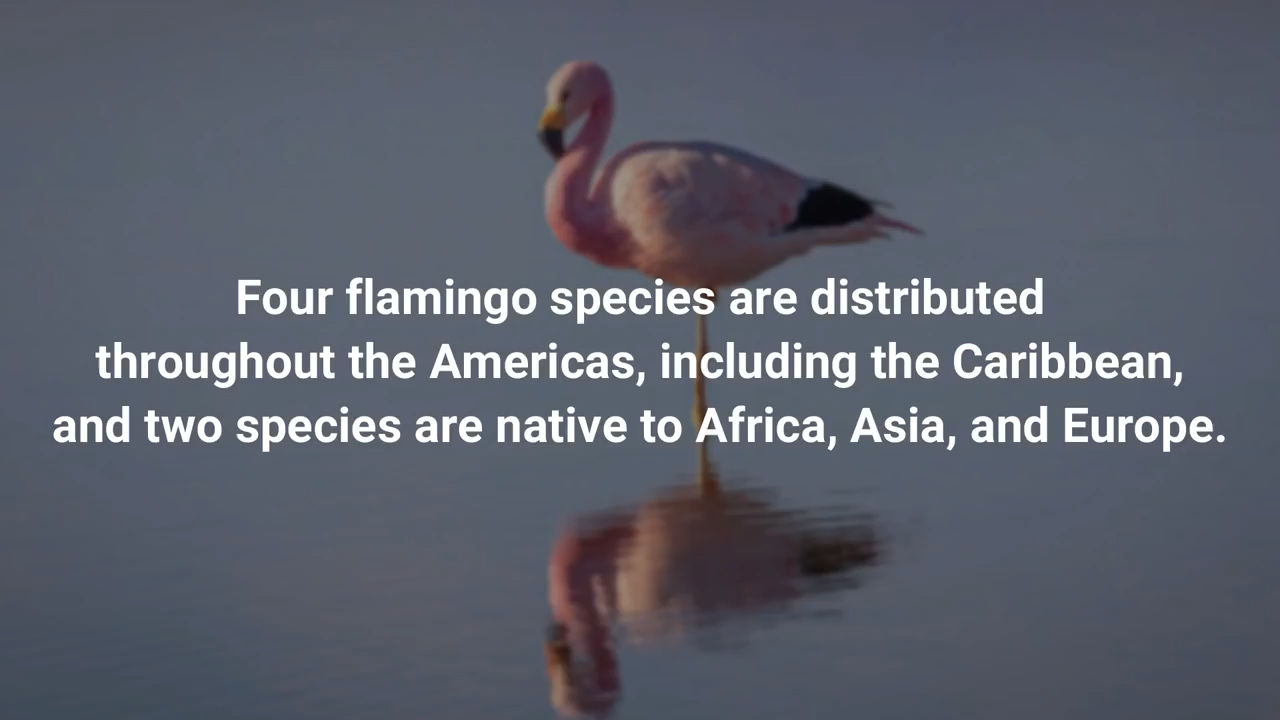 Four flamingo species are distributed
throughout the Americas, including the Caribbean,
and two species are native to Africa, Asia, and Europe.